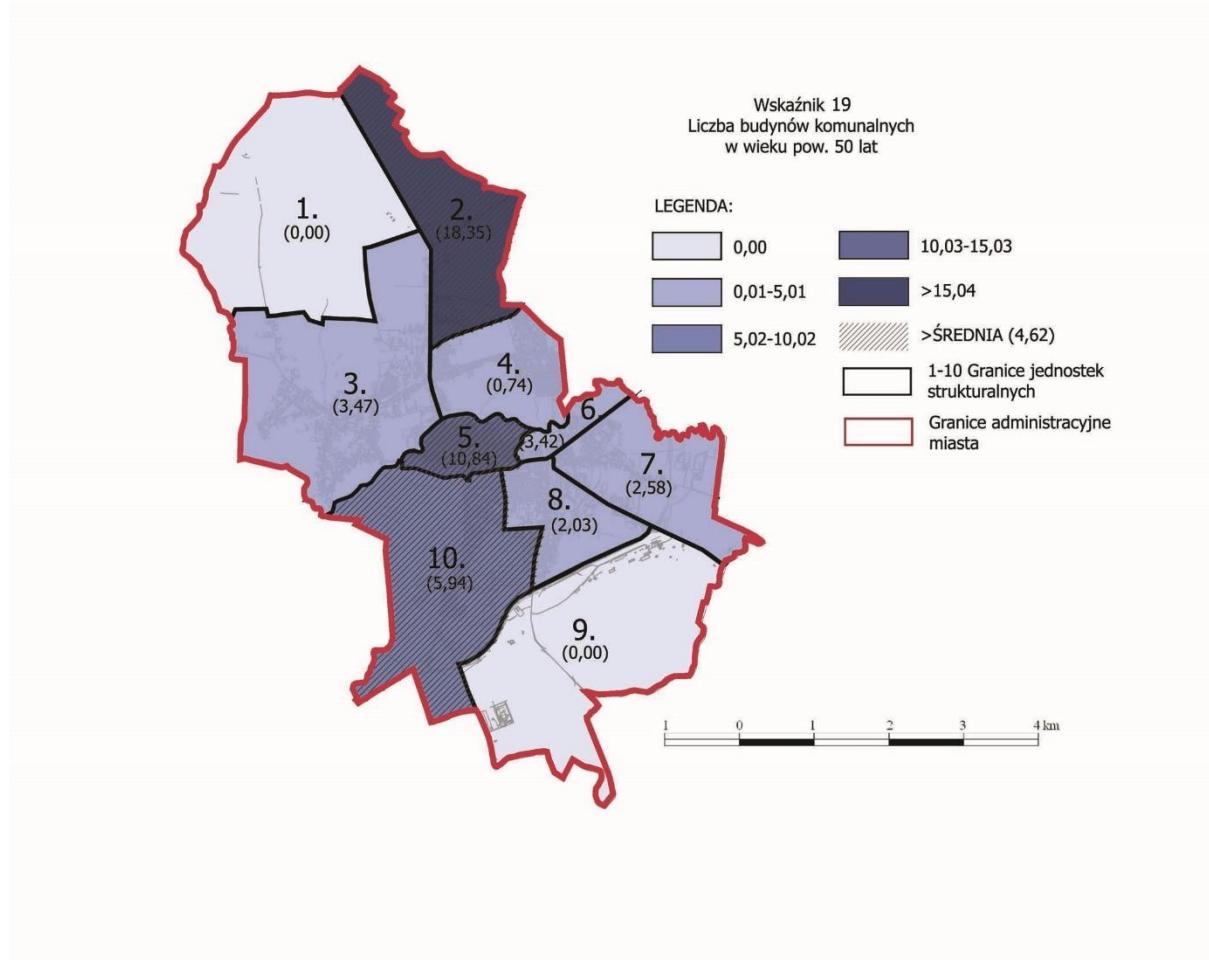 Wskaźnik 19
Liczba budynów komunalnych
w wieku pow. 50 lat
LEGENDA:
0,00
0,01-5,01
5,02-10,02
10,03-15,03
>15,04
>ŚREDNIA (4,62)
1-10 Granice jednostek
strukturalnych
Granice administracyjne
miasta
1.
(0,00)
2.
(18,35)
3.
(3,47)
4.
(0,74)
5.
(10,84)
6.
(3,42)
7.
(2,58)
8.
(2,03)
9.
(0,00)
10.
(5,94)
1 0 1 2 3 4 km